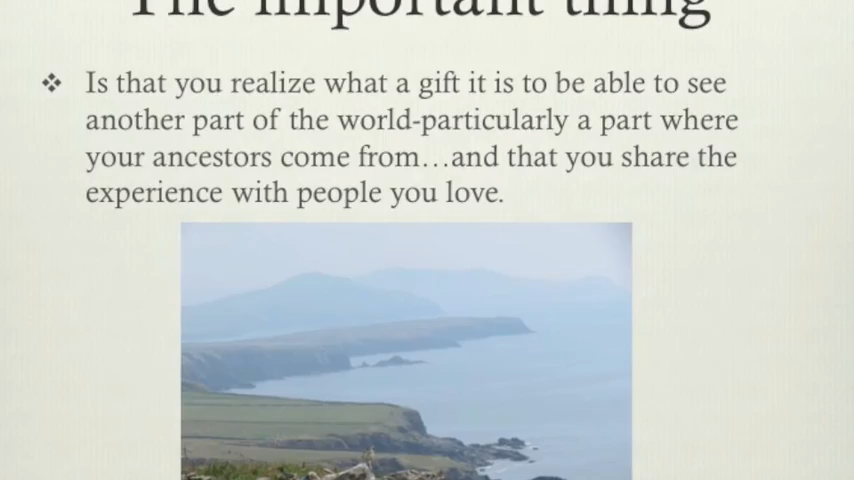 The important thing
Is that you realize what a gift it is to be able to see
another part of the world-particularly a part where
your ancestors come from…and that you share the
experience with people you love.